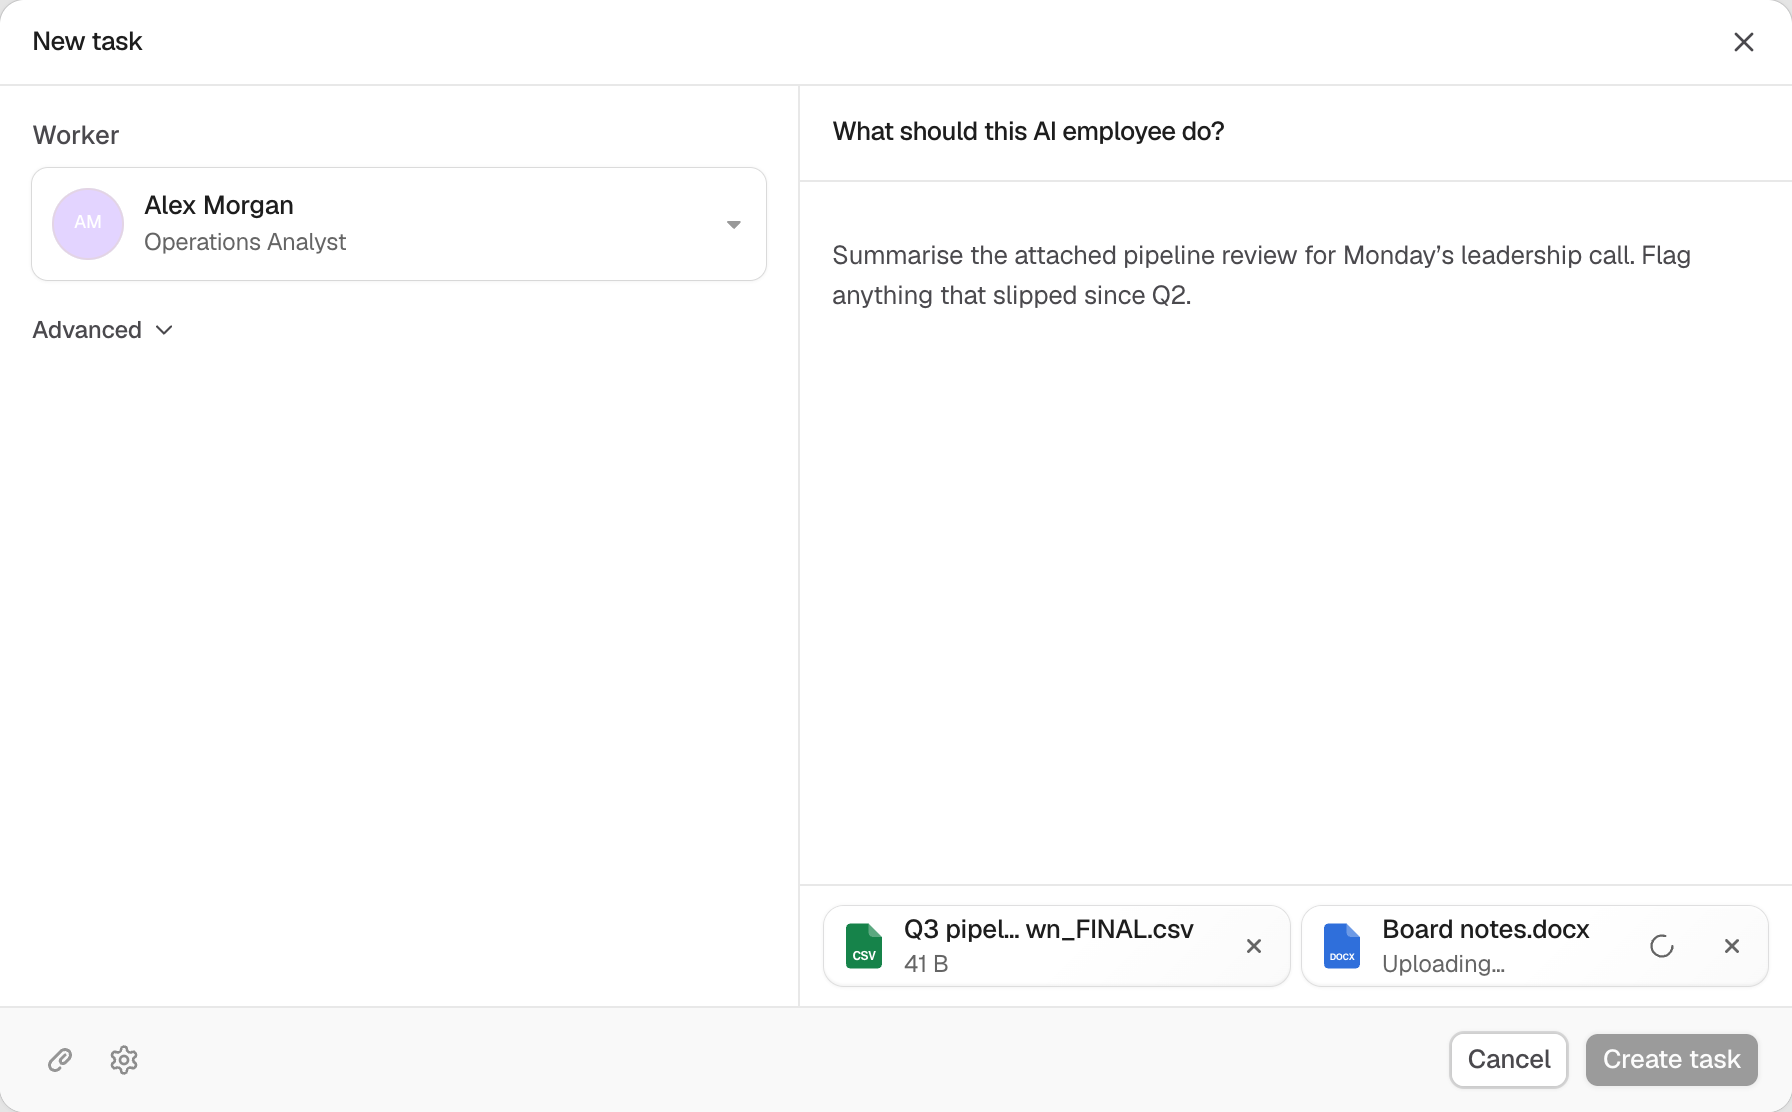 New task
Worker
AM
Alex Morgan
Operations Analyst
Advanced
What should this AI employee do?
Summarise the attached pipeline review for Monday’s leadership call. Flag
anything that slipped since Q2.
CSV
Q3 pipel... wn_FINAL.csv
41 B
DOCX
Board notes.docx
Uploading...
Cancel
Create task